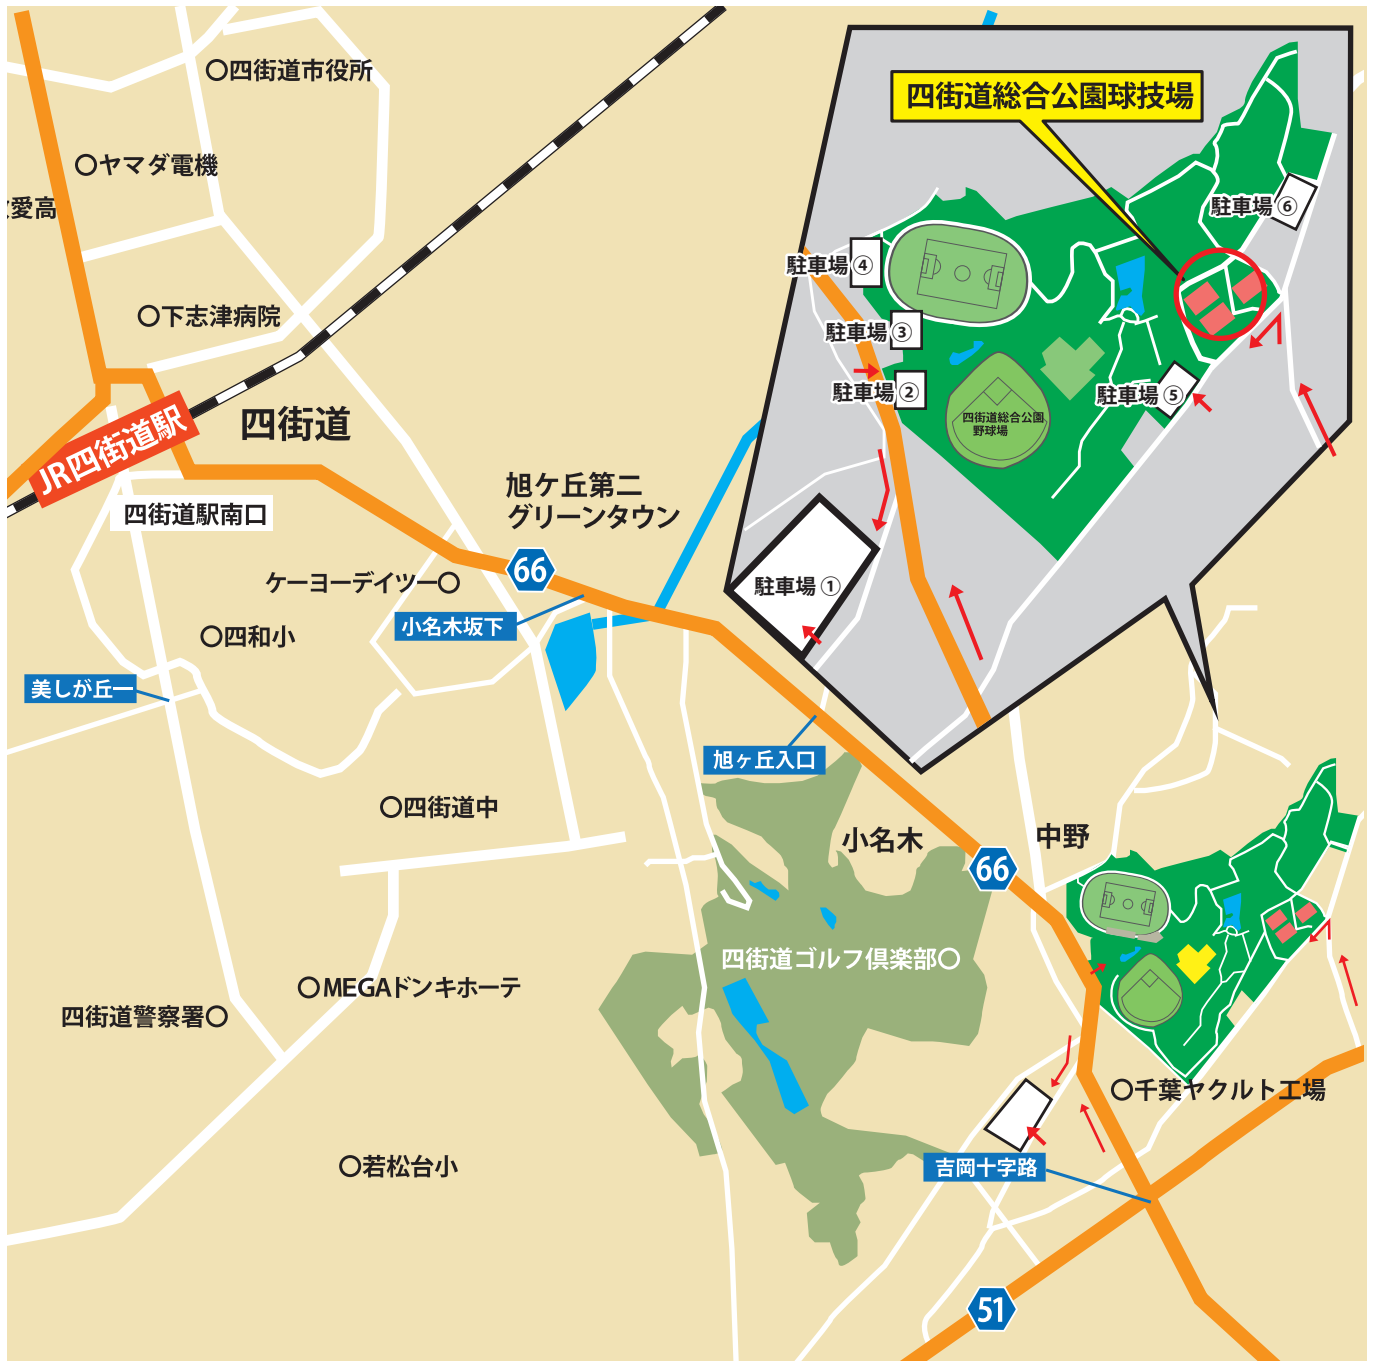 四街道市役所
四街道総合公園球技場
ヤマダ電機
愛高
駐車場⑥
駐車場④
下志津病院
駐車場③
駐車場②
駐車場⑤
四街道総合公園
野球場
JR四街道駅
四街道
旭ケ丘第二
グリーンタウン
四街道駅南口
66
ケーヨーデイツー
駐車場①
小名木坂下
四和小
美しが丘一
旭ヶ丘入口
四街道中
小名木
中野
66
四街道ゴルフ倶楽部
MEGAドンキホーテ
四街道警察署
千葉ヤクルト工場
若松台小
吉岡十字路
51